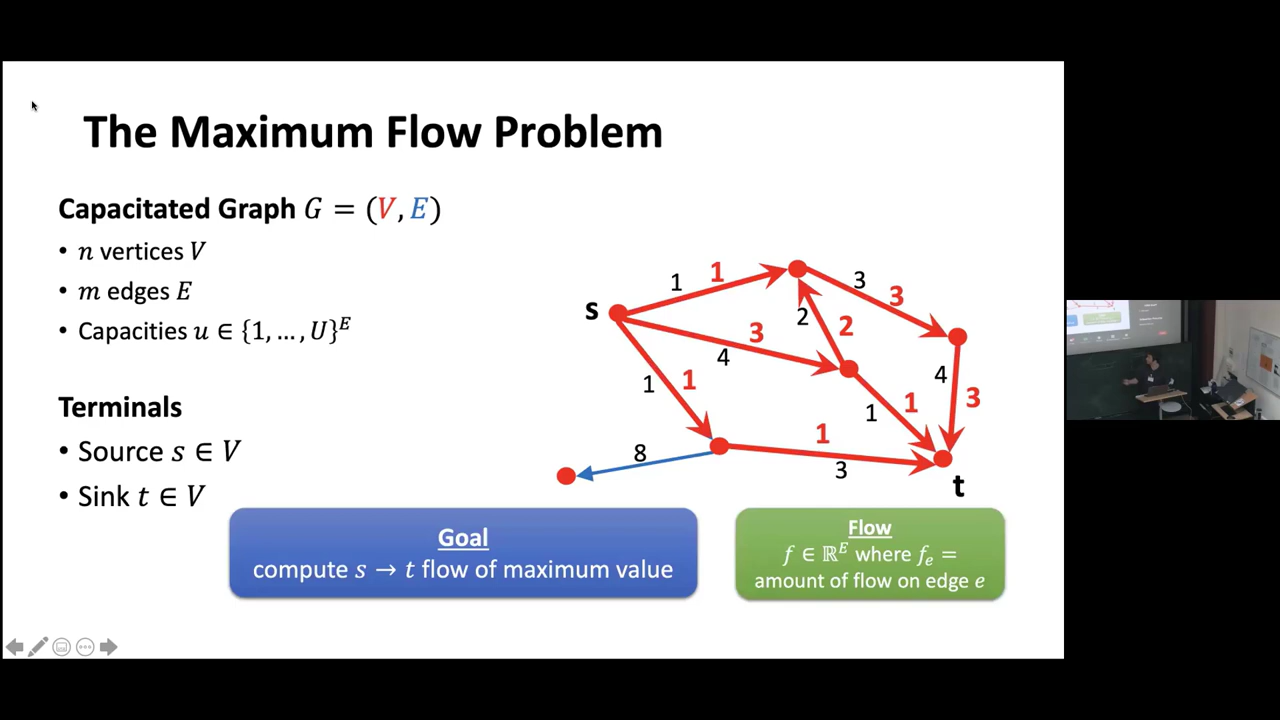 The Maximum Flow Problem
Capacitated Graph G = (V, E)
• n vertices V
• m edges E
• Capacities u ∈ {1, ..., U}^E
Terminals
• Source s ∈ V
• Sink t ∈ V
s
1
1
3
3
2
2
3
4
1
1
4
3
1
1
1
3
8
t
Goal
compute s → t flow of maximum value
Flow
f ∈ ℝ^E where f_e =
amount of flow on edge e